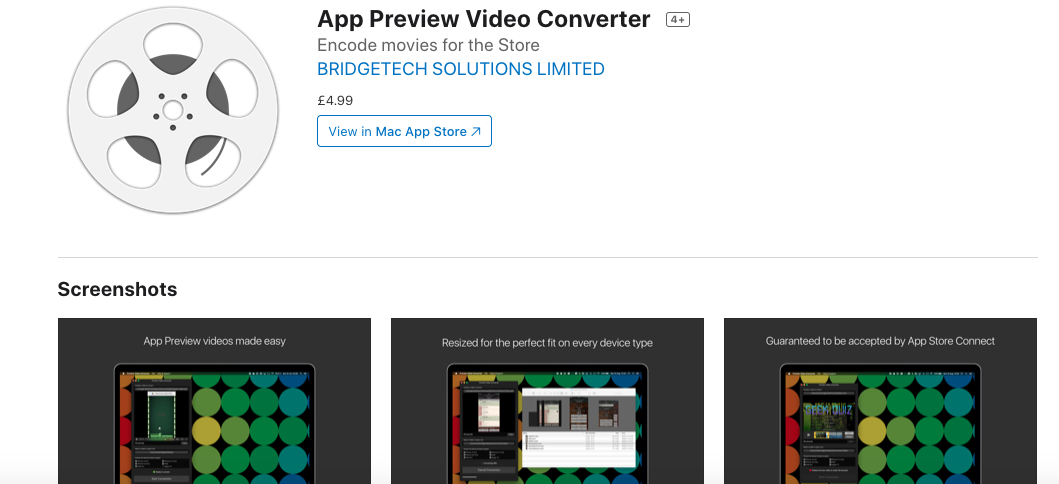 App Preview Video Converter 4+
Encode movies for the Store
BRIDGETECH SOLUTIONS LIMITED
£4.99
View in Mac App Store ↗
Screenshots
App Preview videos made easy
Resized for the perfect fit on every device type
Guaranteed to be accepted by App Store Connect